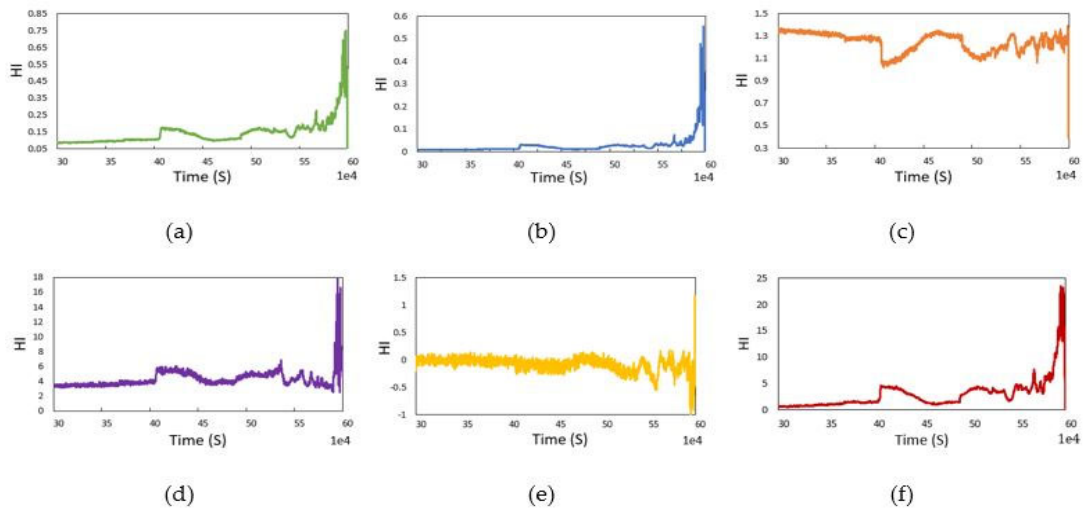 0.85
0.75
0.65
0.55
0.45
0.35
0.25
0.15
0.05
HI
30 35 40 45 50 55 60
Time (S)
1e4
(a)
0.6
0.5
0.4
0.3
0.2
0.1
0
HI
30 35 40 45 50 55 60
Time (S)
1e4
(b)
1.5
1.3
1.1
0.9
0.7
0.5
0.3
HI
30 35 40 45 50 55 60
Time (S)
1e4
(c)
18
16
14
12
10
8
6
4
2
0
HI
30 35 40 45 50 55 60
Time (S)
1e4
(d)
1.5
1
0.5
0
-0.5
-1
HI
30 35 40 45 50 55 60
Time (S)
1e4
(e)
25
20
15
10
5
0
HI
30 35 40 45 50 55 60
Time (S)
1e4
(f)